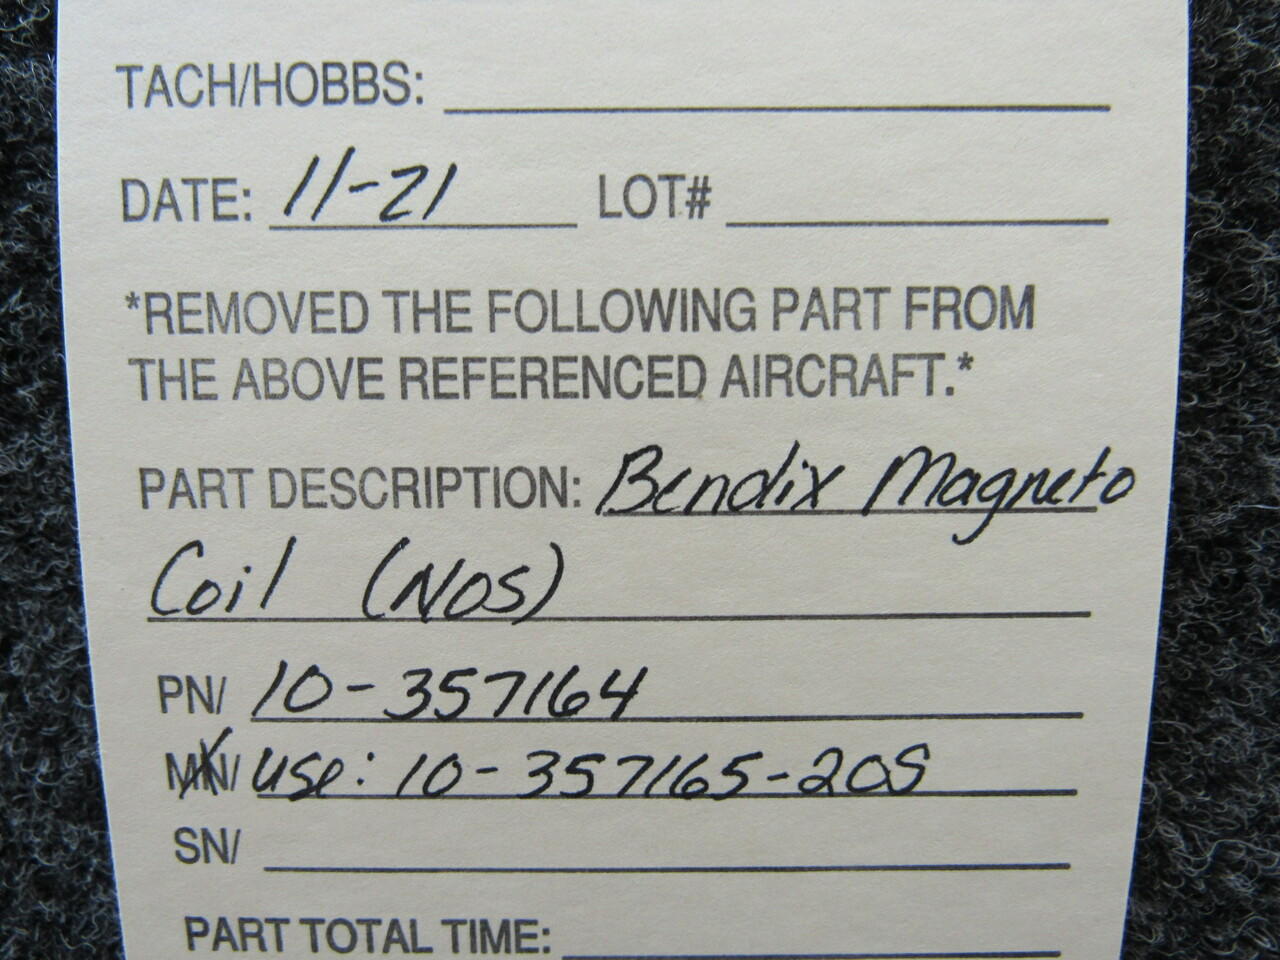 TACH/HOBBS:
DATE: 11-21 LOT#
*REMOVED THE FOLLOWING PART FROM
THE ABOVE REFERENCED AIRCRAFT.*
PART DESCRIPTION: Bendix Magneto
Coil (NOS)
PN/ 10-357164
MN/ use: 10-357165-20S
SN/
PART TOTAL TIME: